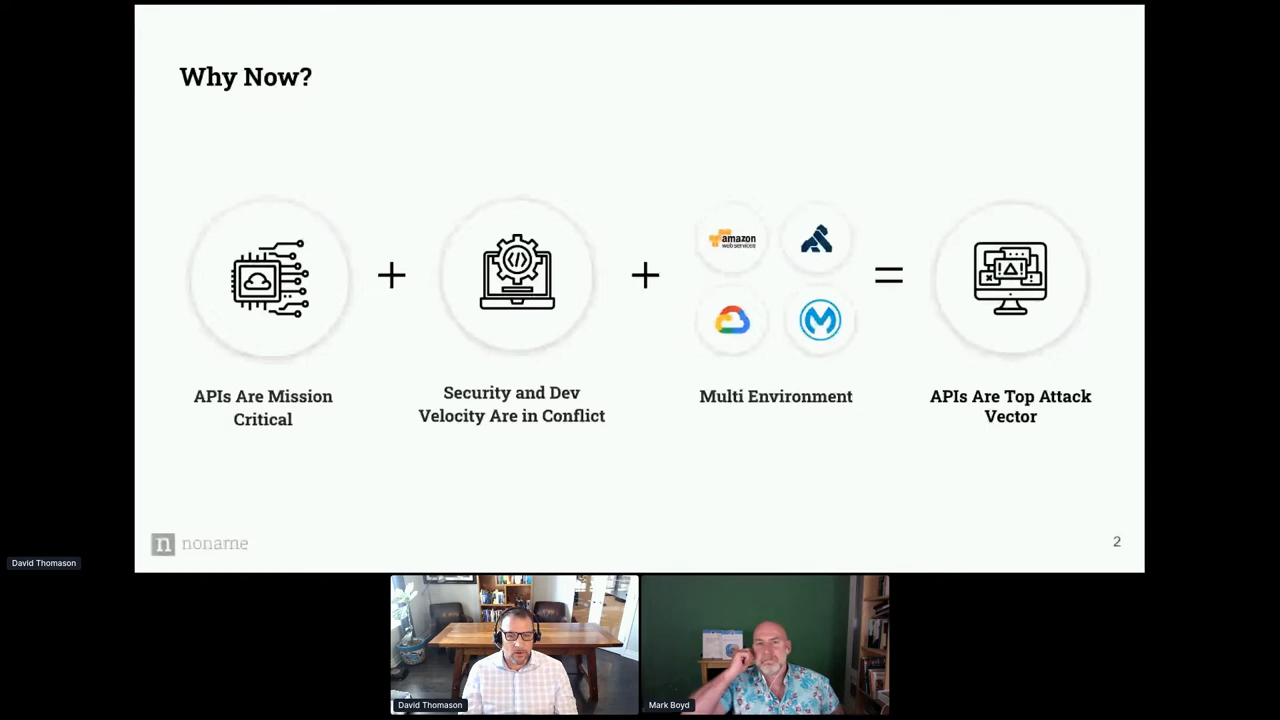 Why Now?
amazon
web services
APIs Are Mission
Critical
Security and Dev
Velocity Are in Conflict
Multi Environment
APIs Are Top Attack
Vector
n noname
2
David Thomason
David Thomason
Mark Boyd